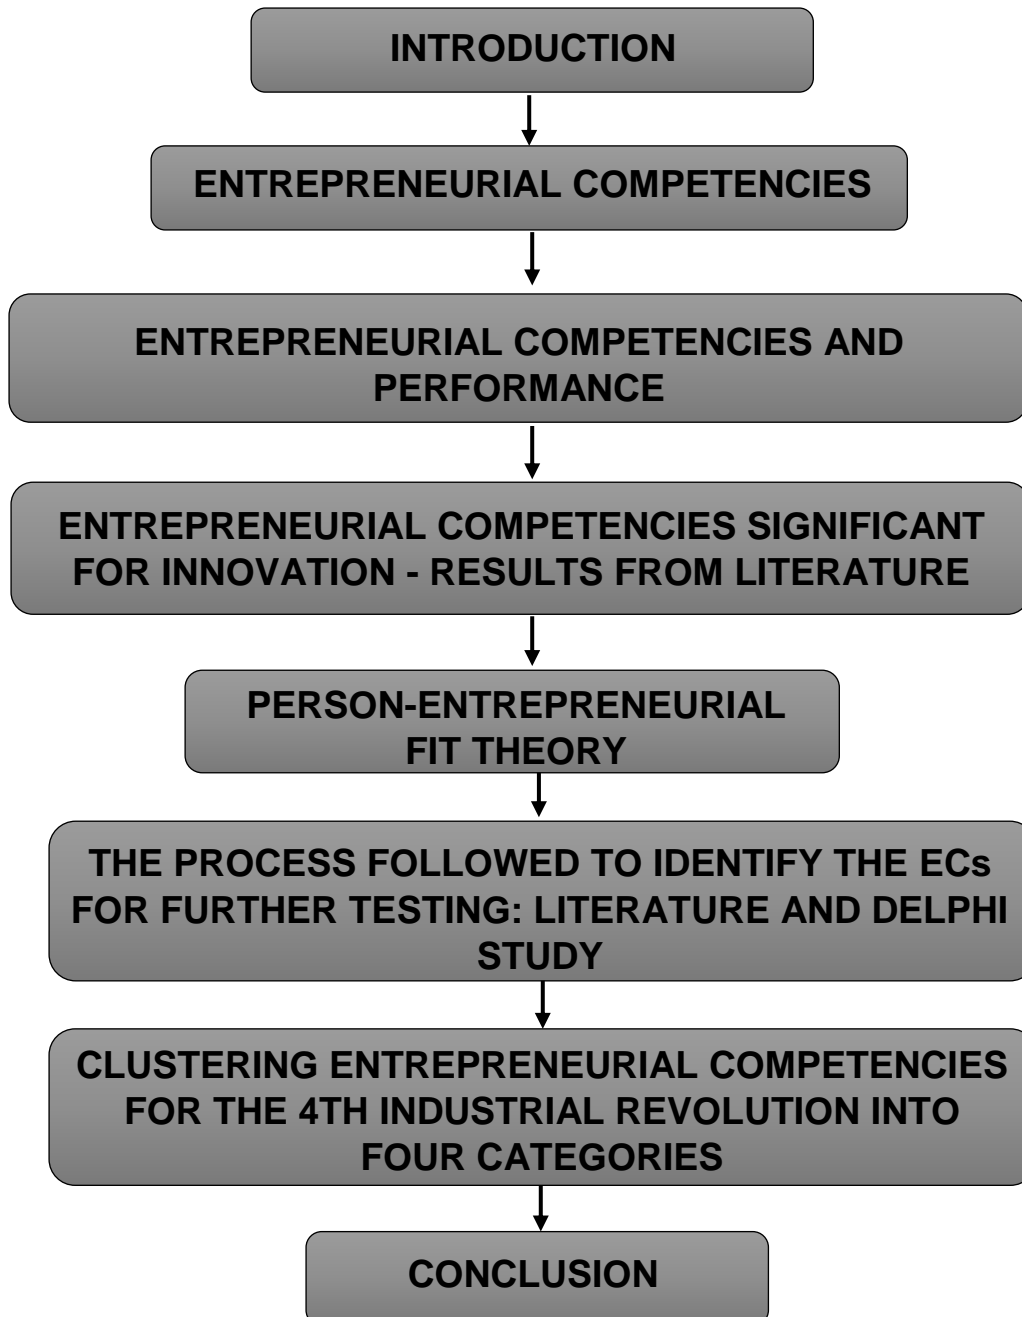 INTRODUCTION
ENTREPRENEURIAL COMPETENCIES
ENTREPRENEURIAL COMPETENCIES AND
PERFORMANCE
ENTREPRENEURIAL COMPETENCIES SIGNIFICANT
FOR INNOVATION - RESULTS FROM LITERATURE
PERSON-ENTREPRENEURIAL
FIT THEORY
THE PROCESS FOLLOWED TO IDENTIFY THE ECs
FOR FURTHER TESTING: LITERATURE AND DELPHI
STUDY
CLUSTERING ENTREPRENEURIAL COMPETENCIES
FOR THE 4TH INDUSTRIAL REVOLUTION INTO
FOUR CATEGORIES
CONCLUSION